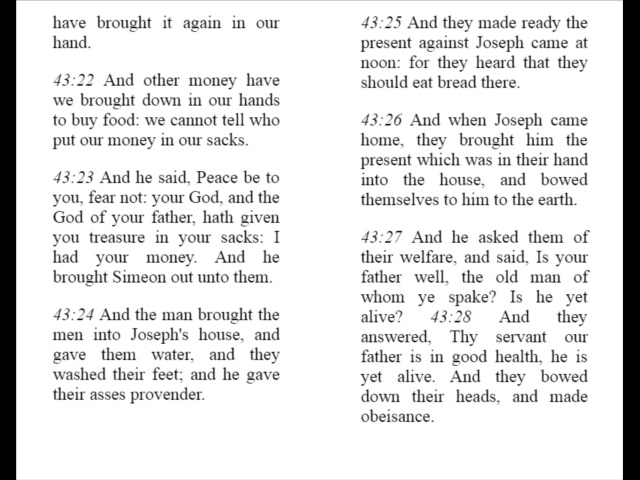 have brought it again in our
hand.
43:22 And other money have
we brought down in our hands
to buy food: we cannot tell who
put our money in our sacks.
43:23 And he said, Peace be to
you, fear not: your God, and the
God of your father, hath given
you treasure in your sacks: I
had your money. And he
brought Simeon out unto them.
43:24 And the man brought the
men into Joseph's house, and
gave them water, and they
washed their feet; and he gave
their asses provender.
43:25 And they made ready the
present against Joseph came at
noon: for they heard that they
should eat bread there.
43:26 And when Joseph came
home, they brought him the
present which was in their hand
into the house, and bowed
themselves to him to the earth.
43:27 And he asked them of
their welfare, and said, Is your
father well, the old man of
whom ye spake? Is he yet
alive? 43:28 And they
answered, Thy servant our
father is in good health, he is
yet alive. And they bowed
down their heads, and made
obeisance.